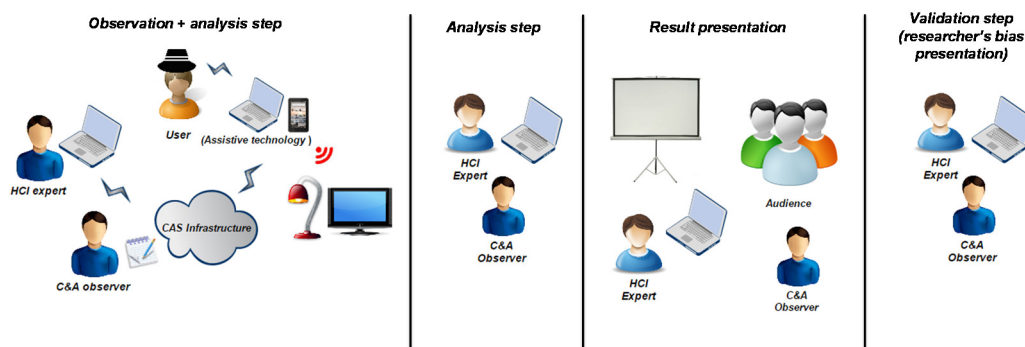 Observation + analysis step
User
(Assistive technology )
HCI expert
CAS Infrastructure
C&A observer
Analysis step
HCI
Expert
C&A
Observer
Result presentation
Audience
HCI
Expert
C&A
Observer
Validation step
(researcher's bias
presentation)
HCI
Expert
C&A
Observer